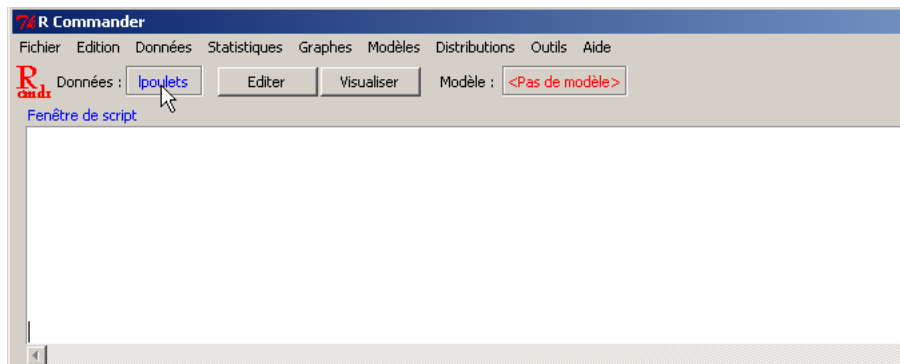 R Commander
Fichier Edition Données Statistiques Graphes Modèles Distributions Outils Aide
R cmdr Données : lpoulets Editer Visualiser Modèle : <Pas de modèle>
Fenêtre de script